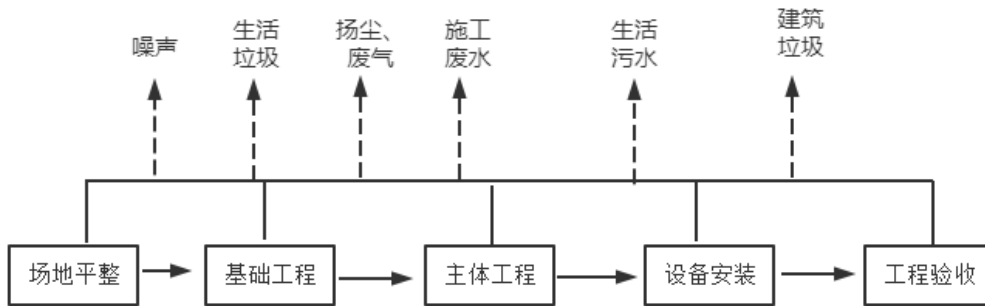 噪声
生活
垃圾
扬尘、
废气
施工
废水
生活
污水
建筑
垃圾
场地平整
基础工程
主体工程
设备安装
工程验收